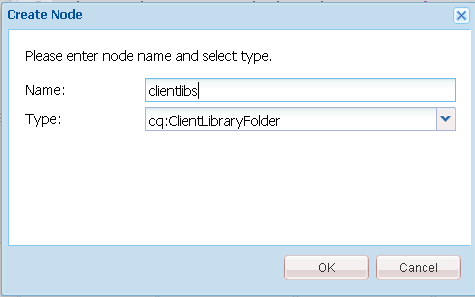 Create Node
Please enter node name and select type.
Name: clientlibs
Type: cq:ClientLibraryFolder
OK Cancel